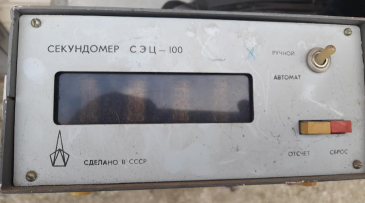 СЕКУНДОМЕР СЭЦ-100
РУЧНОЙ
АВТОМАТ
ОТСЧЕТ СБРОС
СДЕЛАНО В СССР